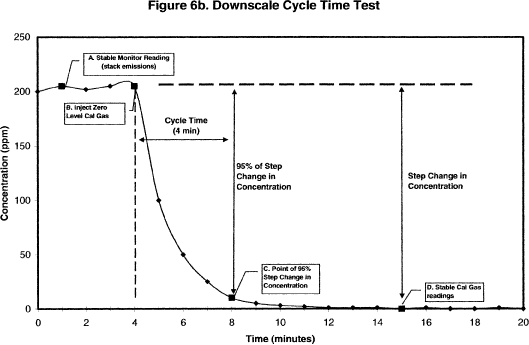 Figure 6b. Downscale Cycle Time Test
250
200
150
100
50
0
Concentration (ppm)
A. Stable Monitor Reading
(stack emissions)
B. Inject Zero
Level Cal Gas
Cycle Time
(4 min)
95% of Step
Change in
Concentration
Step Change in
Concentration
C. Point of 95%
Step Change in
Concentration
D. Stable Cal Gas
readings
0 2 4 6 8 10 12 14 16 18 20
Time (minutes)